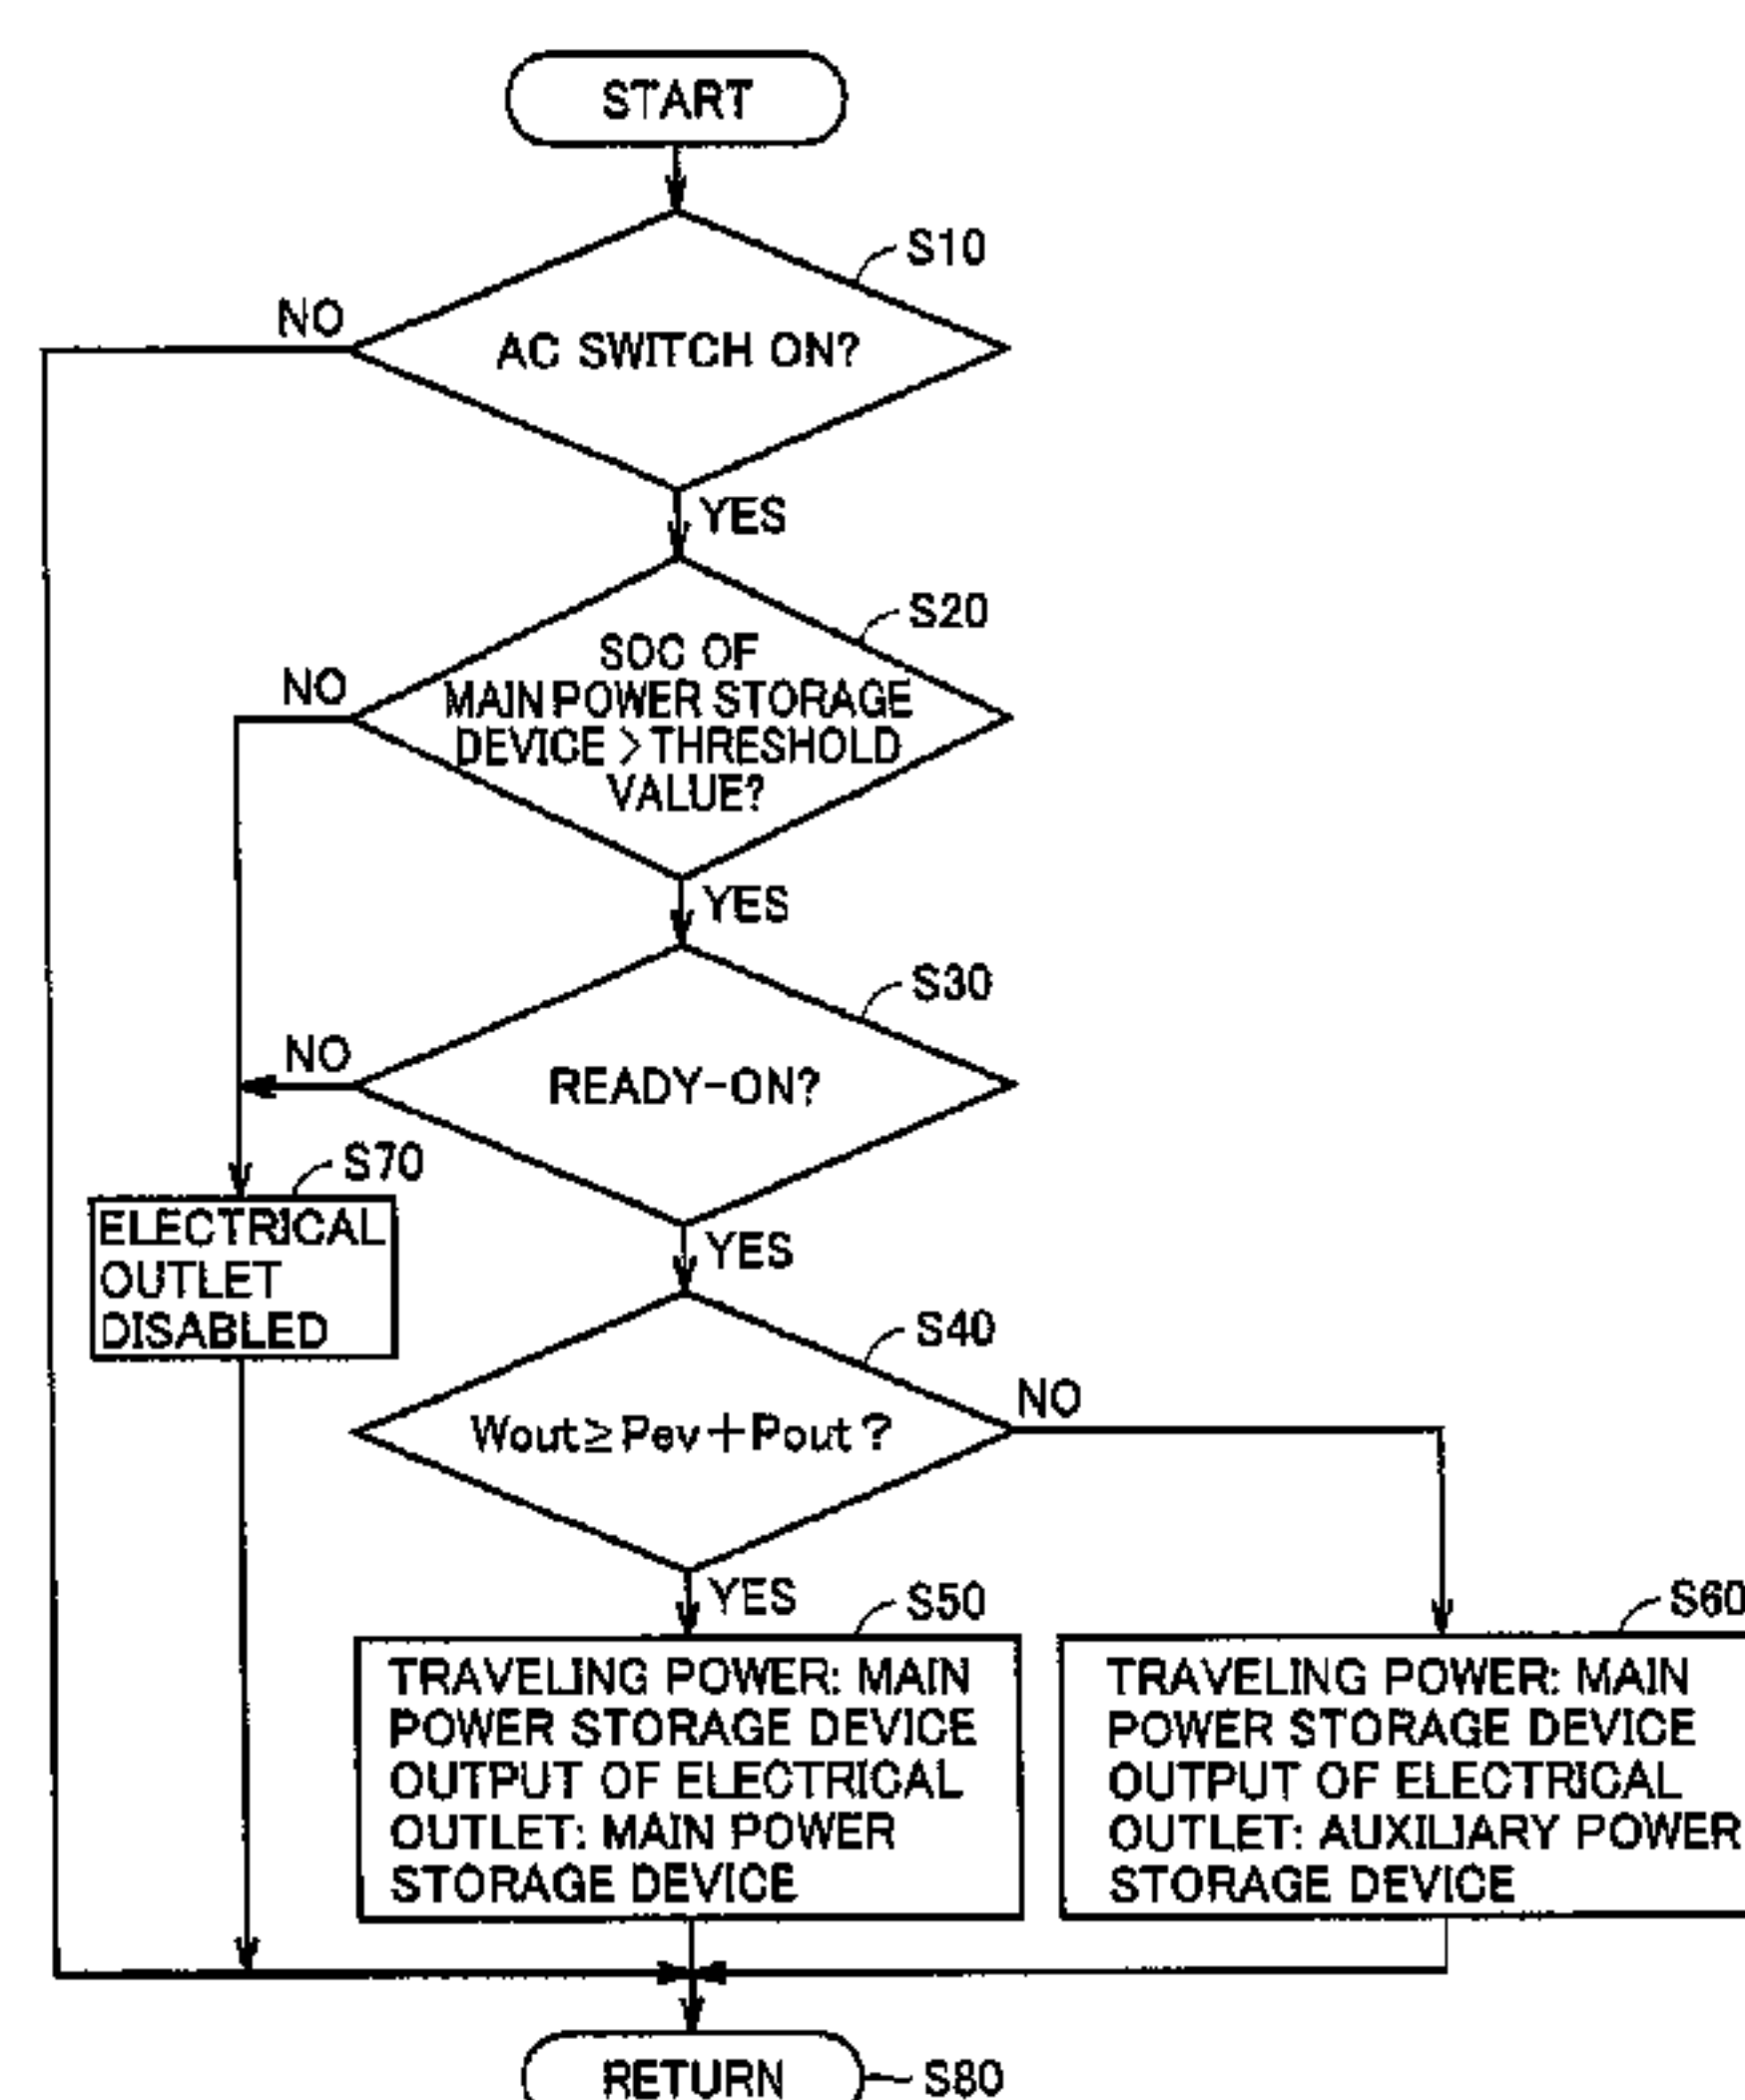 START
S10
NO
AC SWITCH ON?
YES
S20
SOC OF
NO
MAIN POWER STORAGE
DEVICE > THRESHOLD
VALUE?
YES
S30
NO
READY-ON?
S70
ELECTRICAL
OUTLET
DISABLED
YES
S40
NO
Wout≥Pev+Pout?
YES
S50
S60
TRAVELING POWER: MAIN
POWER STORAGE DEVICE
OUTPUT OF ELECTRICAL
OUTLET: MAIN POWER
STORAGE DEVICE
TRAVELING POWER: MAIN
POWER STORAGE DEVICE
OUTPUT OF ELECTRICAL
OUTLET: AUXILIARY POWER
STORAGE DEVICE
RETURN
S80